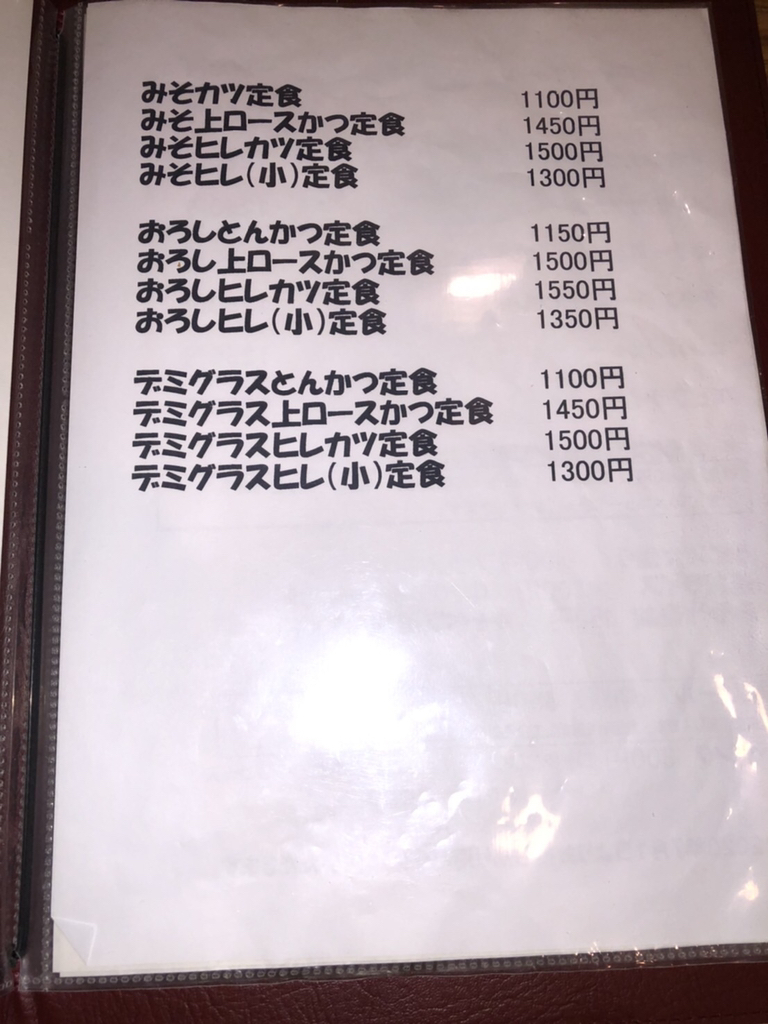 みそカツ定食 1100円
みそ上ロースかつ定食 1450円
みそヒレカツ定食 1500円
みそヒレ(小)定食 1300円
おろしとんかつ定食 1150円
おろし上ロースかつ定食 1500円
おろしヒレカツ定食 1550円
おろしヒレ(小)定食 1350円
デミグラスとんかつ定食 1100円
デミグラス上ロースかつ定食 1450円
デミグラスヒレカツ定食 1500円
デミグラスヒレ(小)定食 1300円